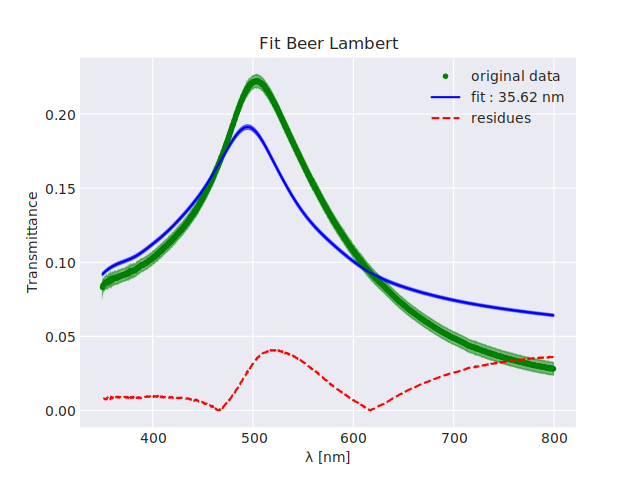 Fit Beer Lambert
original data
fit : 35.62 nm
residues
Transmittance
0.20
0.15
0.10
0.05
0.00
400 500 600 700 800
λ [nm]